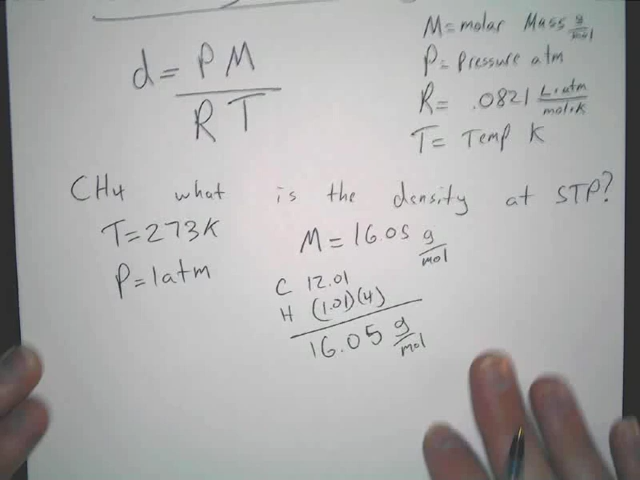 M = molar Mass g/mol
d = PM/RT
P = Pressure atm
R = .0821 L·atm/mol·K
T = Temp K
CH4 what is the density at STP?
T = 273K
M = 16.05 g/mol
P = 1atm
C 12.01
H (1.01)(4)
16.05 g/mol